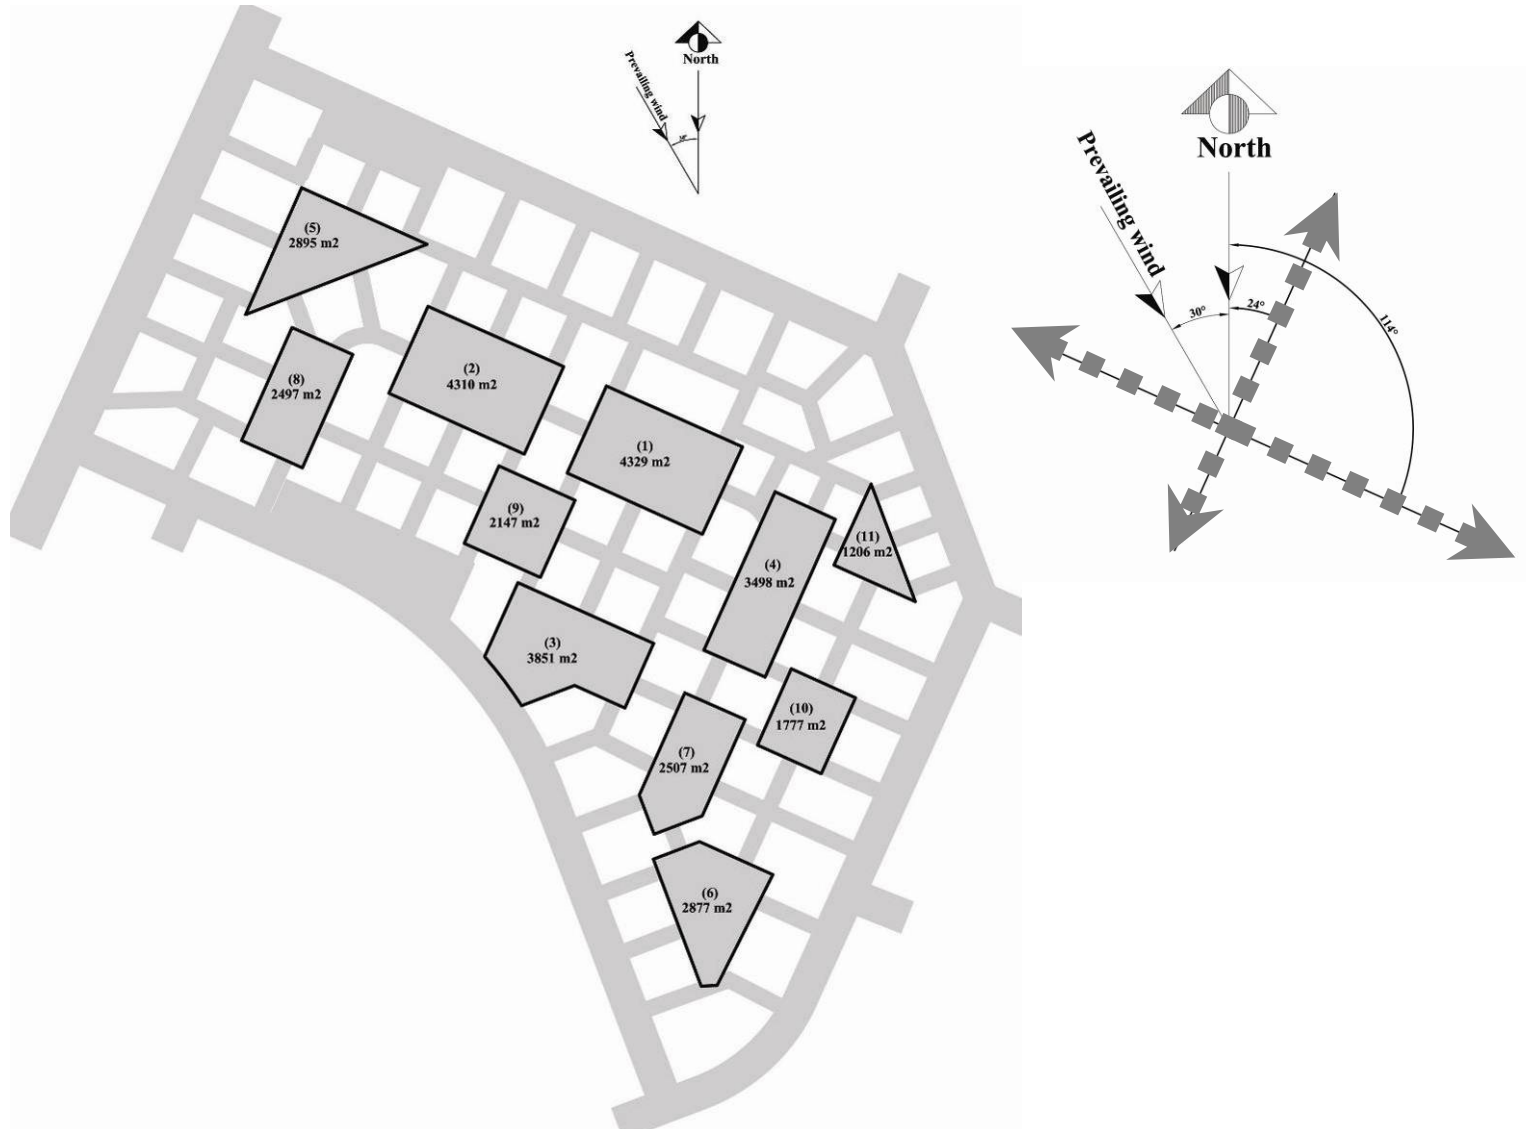 North
Prevailing wind
(5)
2895 m2
(2)
4310 m2
(8)
2497 m2
(1)
4329 m2
(9)
2147 m2
(4)
3498 m2
(11)
1206 m2
(3)
3851 m2
(10)
1777 m2
(7)
2507 m2
(6)
2877 m2
North
Prevailing wind
30°
24°
114°